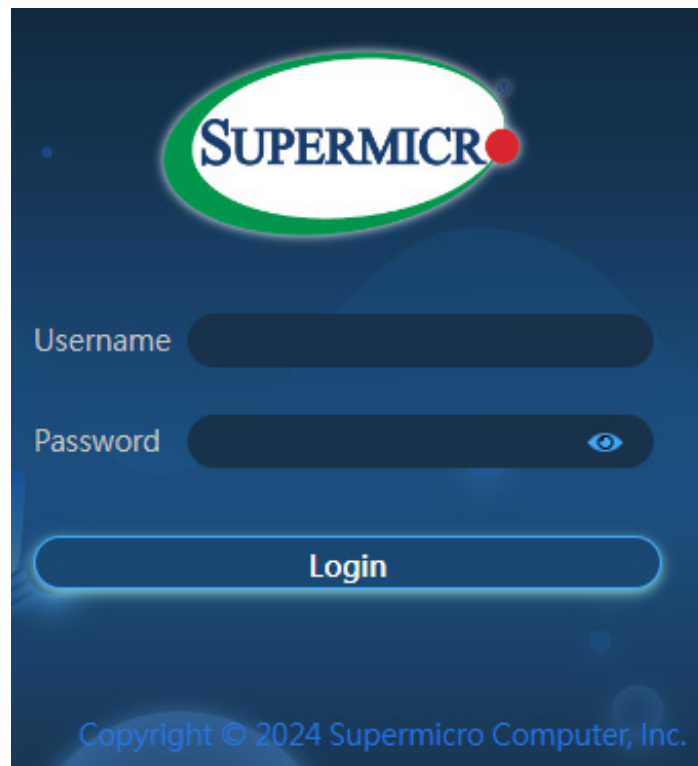 SUPERMICRO
Username
Password
Login
Copyright © 2024 Supermicro Computer, Inc.